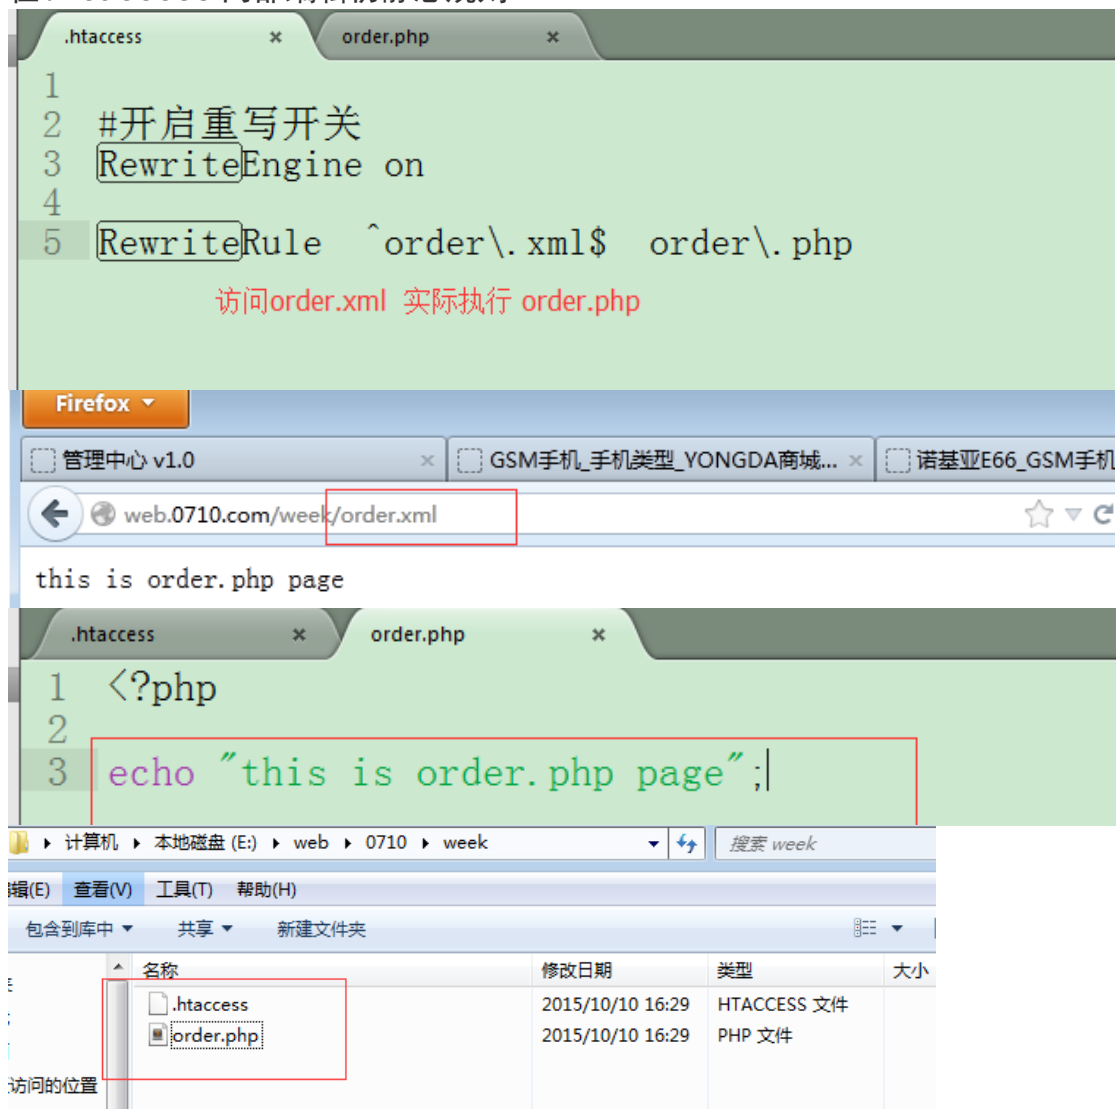 .htaccess × order.php ×
1
2 #开启重写开关
3 RewriteEngine on
4
5 RewriteRule ^order\.xml$ order\.php
访问order.xml 实际执行 order.php
Firefox
管理中心 v1.0 × GSM手机_手机类型_YONGDA商城... × 诺基亚E66_GSM手机
web.0710.com/week/order.xml
this is order.php page
.htaccess × order.php ×
1 <?php
2
3 echo "this is order.php page";
计算机 本地磁盘 (E:) web 0710 week 搜索 week
辑(E) 查看(V) 工具(T) 帮助(H)
包含到库中 共享 新建文件夹
名称 修改日期 类型 大小
.htaccess 2015/10/10 16:29 HTACCESS 文件
order.php 2015/10/10 16:29 PHP 文件
访问的位置